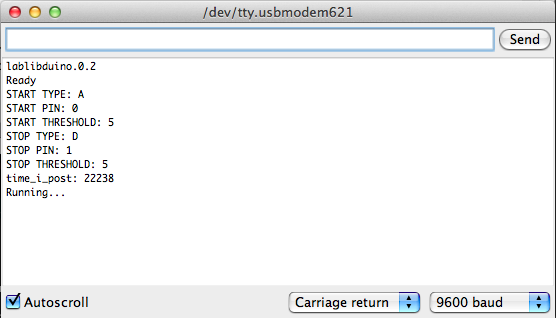 /dev/tty.usbmodem621
Send
lablibduino.0.2
Ready
START TYPE: A
START PIN: 0
START THRESHOLD: 5
STOP TYPE: D
STOP PIN: 1
STOP THRESHOLD: 5
time_i_post: 22238
Running...
Autoscroll
Carriage return
9600 baud